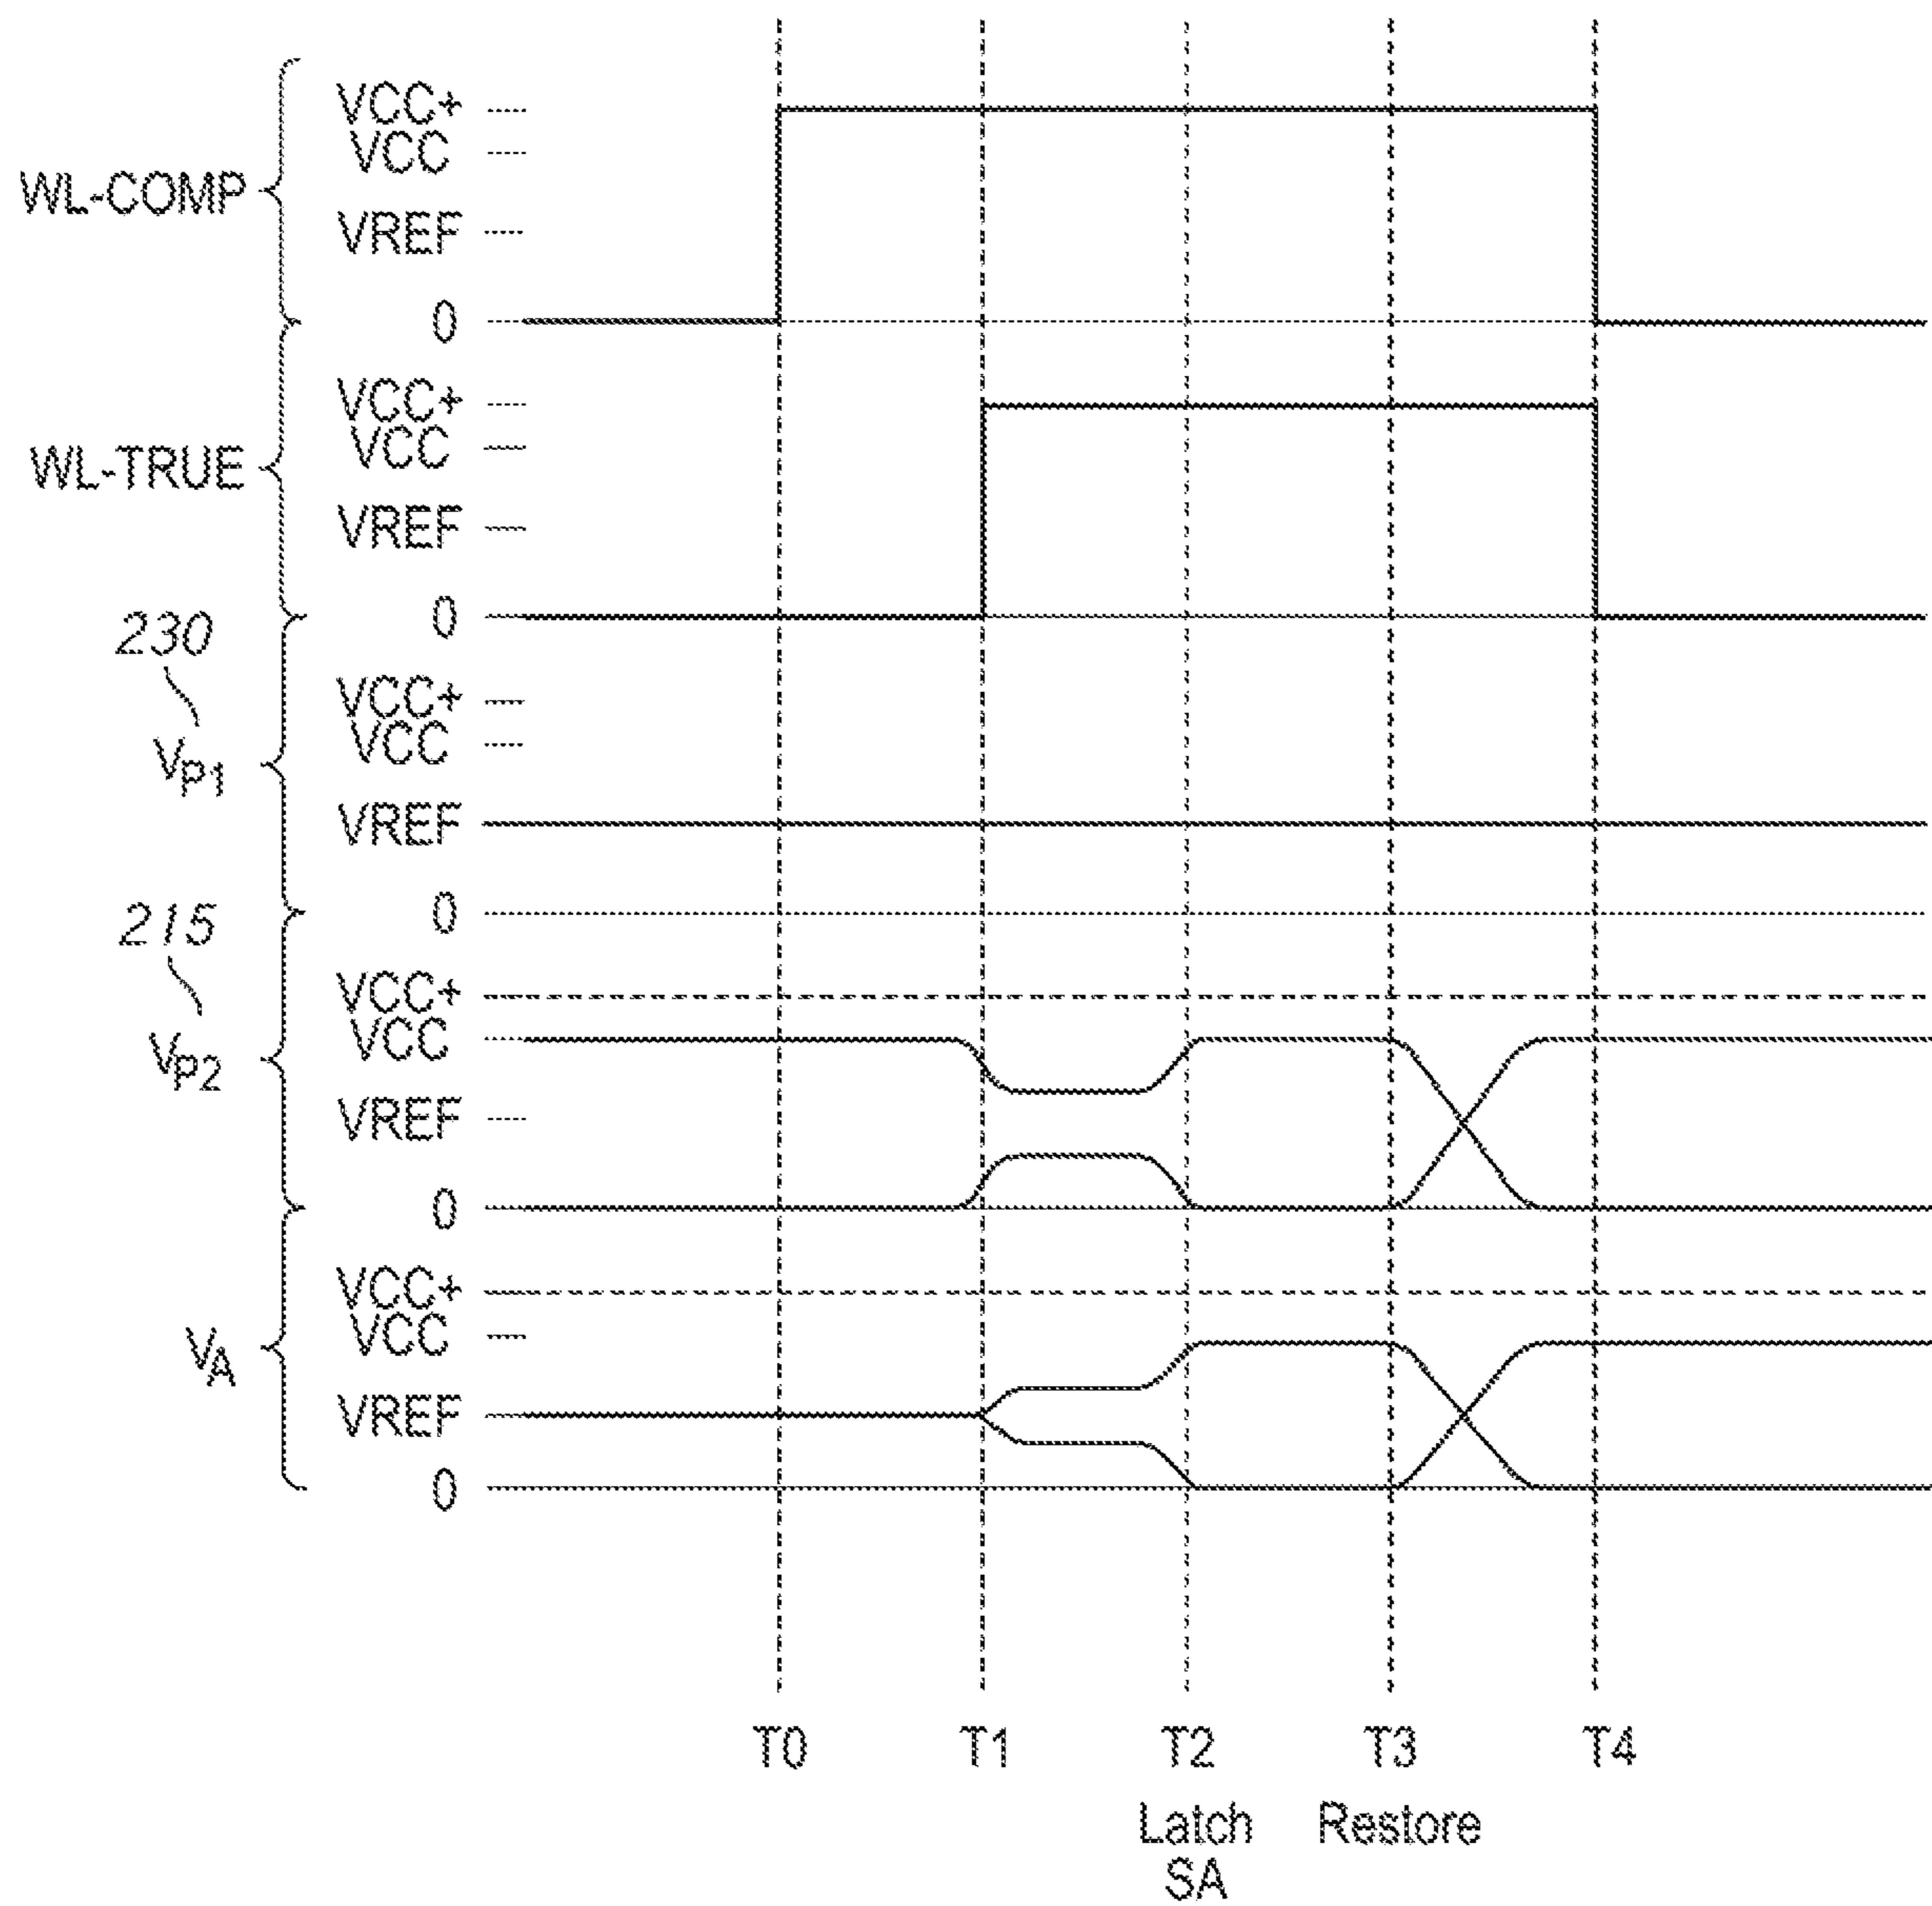 VCC+
VCC
WL-COMP
VREF
0
VCC+
VCC
WL-TRUE
VREF
0
230
VCC+
VCC
VP1
VREF
0
215
VCC+
VCC
VP2
VREF
0
VCC+
VCC
VA
VREF
0
T0 T1 T2 T3 T4
Latch Restore
SA